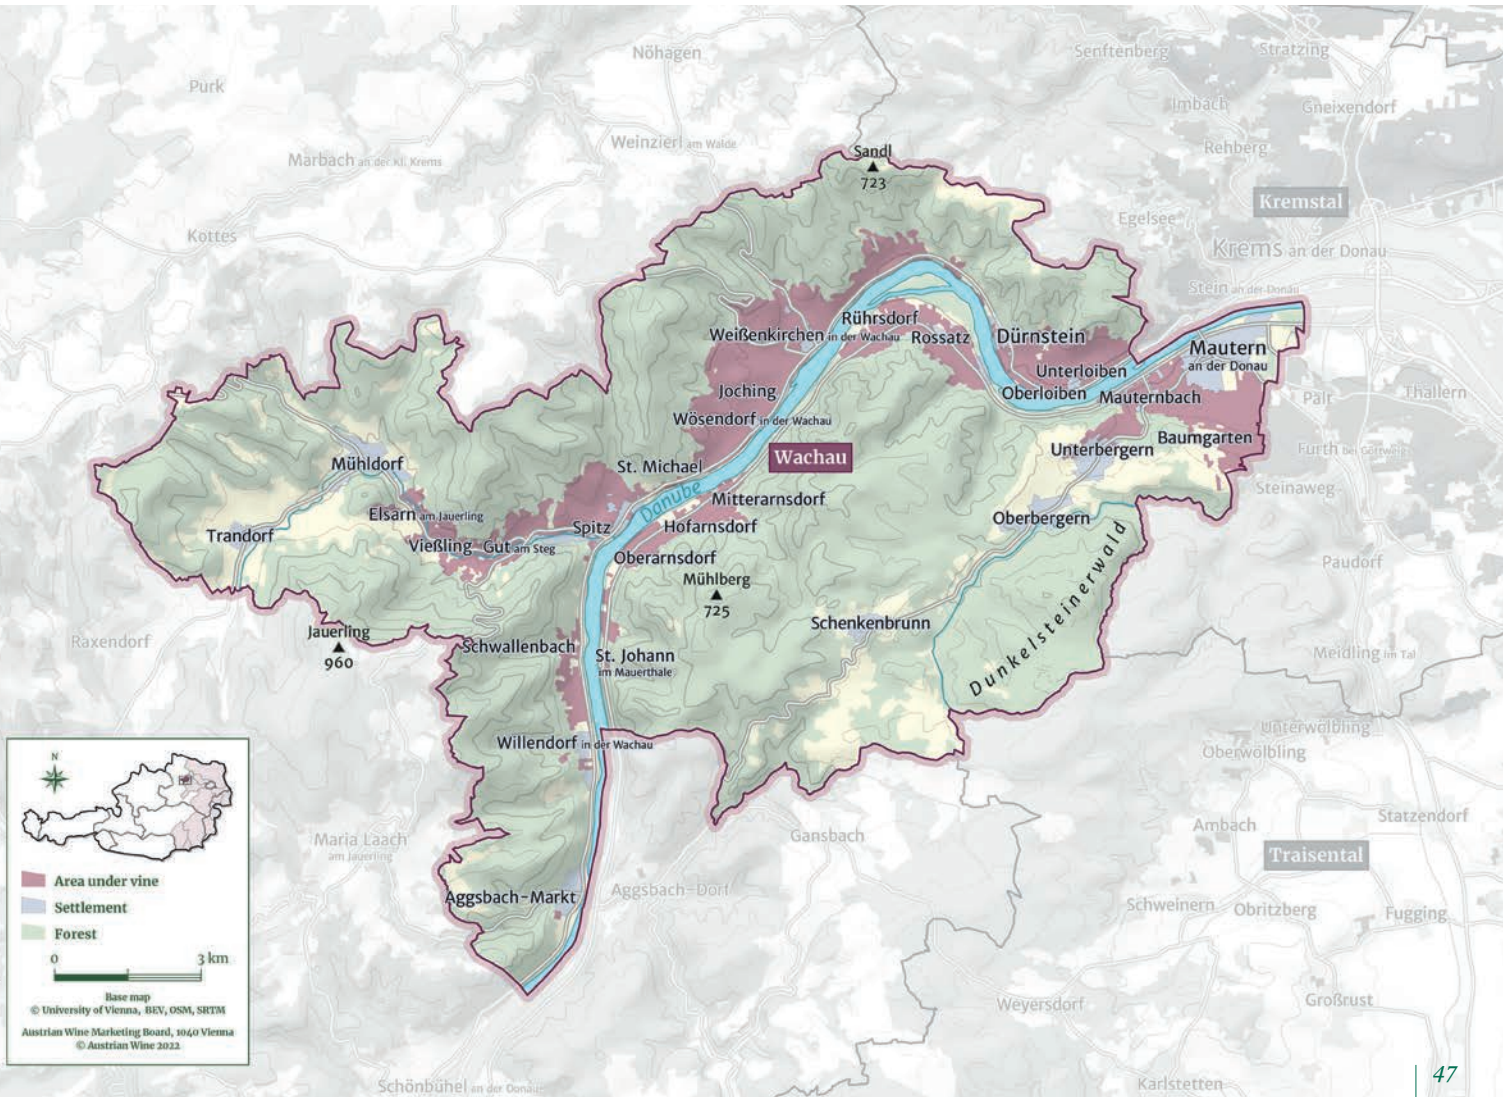 Nöhagen
Senftenberg
Stratzing
Purk
Imbach
Gneixendorf
Weinzierl am Walde
Rehberg
Marbach an der Kl. Krems
Sandl
723
Kremstal
Egelsee
Kottes
Krems an der Donau
Stein an der Donau
Rührsdorf
Weißenkirchen in der Wachau
Rossatz
Dürnstein
Mautern
an der Donau
Unterloiben
Joching
Oberloiben
Mauternbach
Palt
Thallern
Wösendorf in der Wachau
Baumgarten
Wachau
Unterbergern
Furth bei Göttweig
Mühldorf
St. Michael
Steinaweg
Danube
Mitterarnsdorf
Elsarn am Jauerling
Oberbergern
Trandorf
Spitz
Hofarnsdorf
Vießling
Gut am Steg
Oberarnsdorf
Paudorf
Mühlberg
725
Dunkelsteinerwald
Schenkenbrunn
Jauerling
960
Raxendorf
Schwallenbach
St. Johann
im Mauerthale
Meidling im Tal
Unterwölbling
Willendorf in der Wachau
Oberwölbling
N
Statzendorf
Ambach
Maria Laach
am Jauerling
Gansbach
Traisental
Area under vine
Aggsbach-Markt
Aggsbach-Dorf
Settlement
Schweinern
Obritzberg
Fugging
Forest
0
3 km
Base map
© University of Vienna, BEV, OSM, SRTM
Austrian Wine Marketing Board, 1040 Vienna
© Austrian Wine 2022
Weyersdorf
Großrust
Schönbühel an der Donau
Karlstetten
47